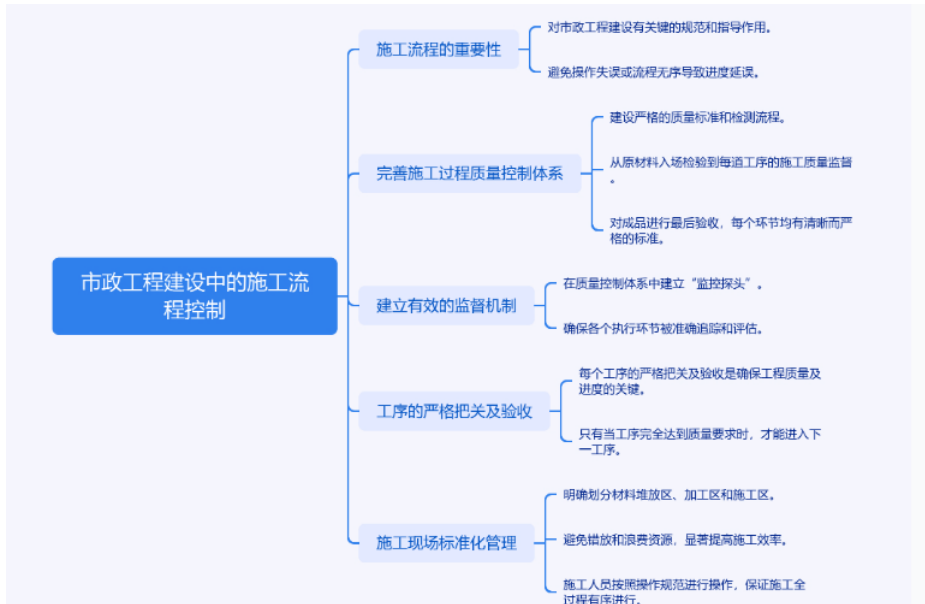 市政工程建设中的施工流
程控制
施工流程的重要性
对市政工程建设有关键的规范和指导作用。
避免操作失误或流程无序导致进度延误。
完善施工过程质量控制体系
建设严格的质量标准和检测流程。
从原材料入场检验到每道工序的施工质量监督
。
对成品进行最后验收，每个环节均有清晰而严
格的标准。
建立有效的监督机制
在质量控制体系中建立“监控探头”。
确保各个执行环节被准确追踪和评估。
工序的严格把关及验收
每个工序的严格把关及验收是确保工程质量及
进度的关键。
只有当工序完全达到质量要求时，才能进入下
一工序。
施工现场标准化管理
明确划分材料堆放区、加工区和施工区。
避免错放和浪费资源，显著提高施工效率。
施工人员按照操作规范进行操作，保证施工全
过程有序进行。